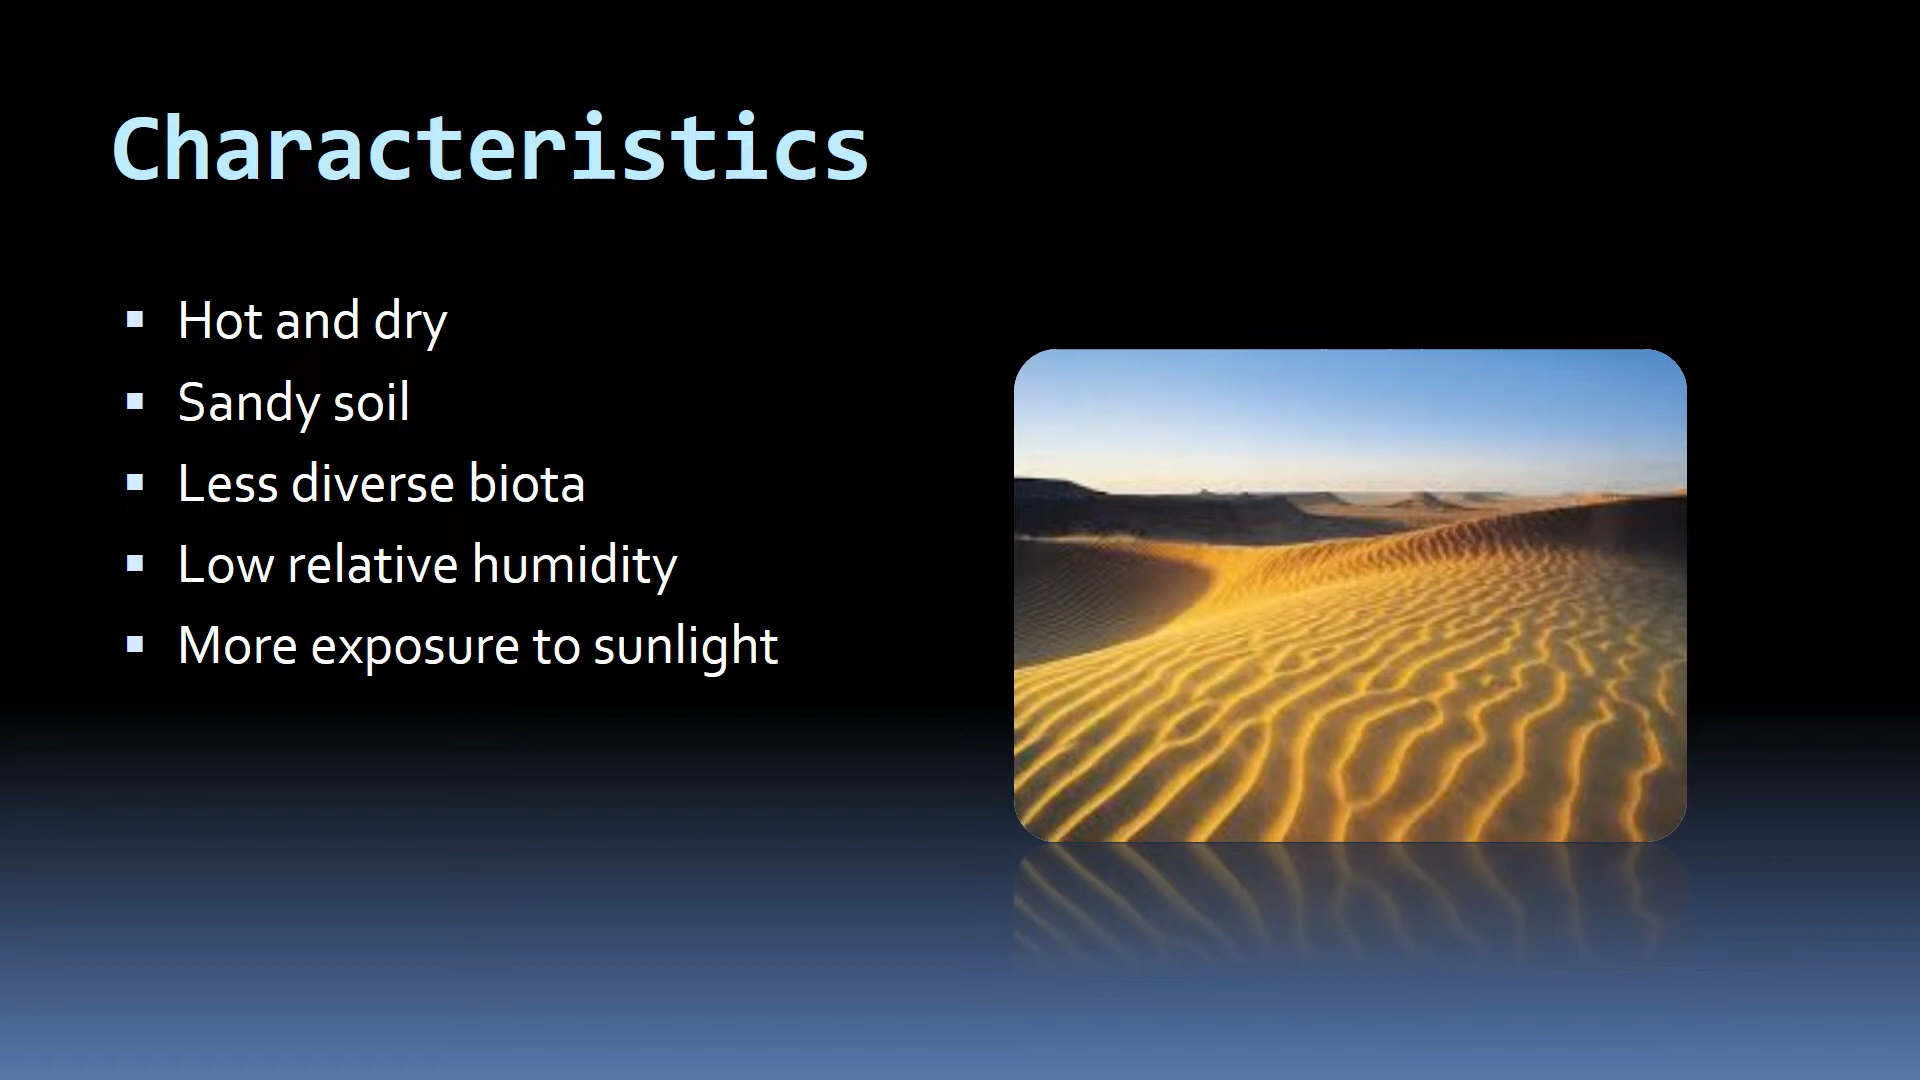 Characteristics
Hot and dry
Sandy soil
Less diverse biota
Low relative humidity
More exposure to sunlight